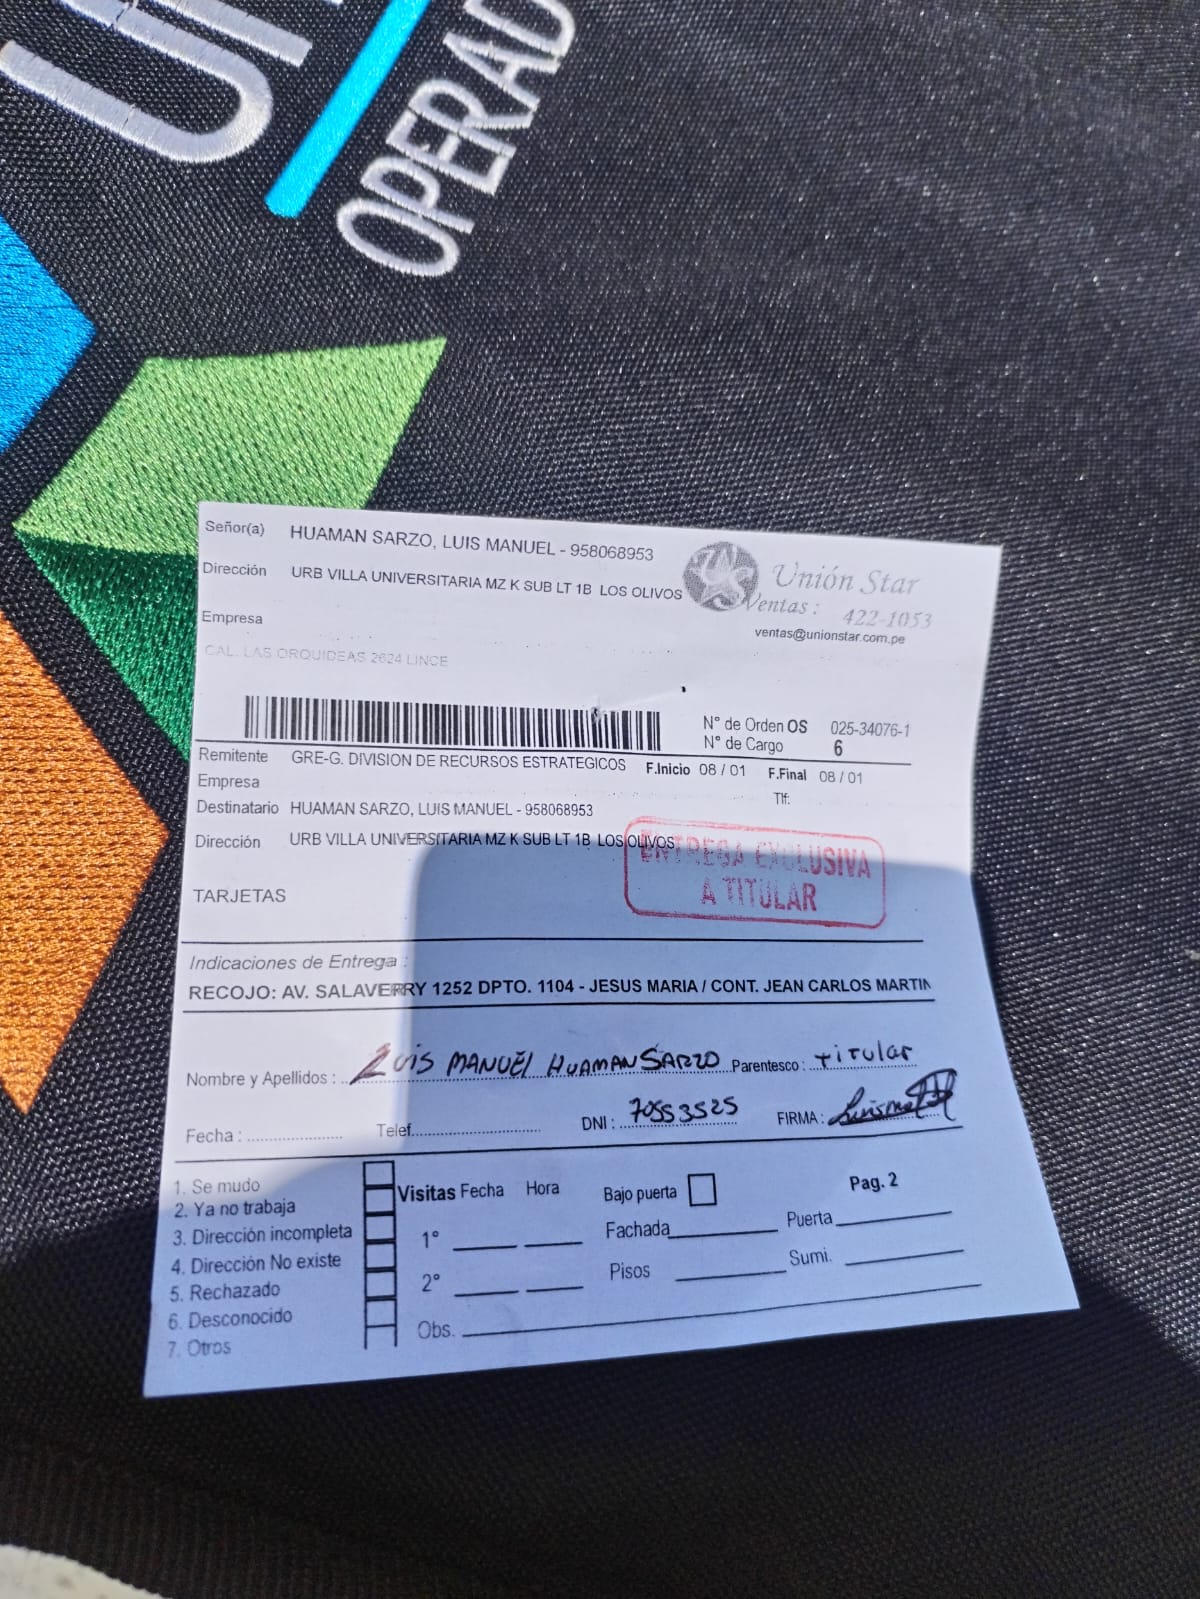 OPERAD
Señor(a) HUAMAN SARZO, LUIS MANUEL - 958068953
Dirección URB VILLA UNIVERSITARIA MZ K SUB LT 1B LOS OLIVOS
Unión Star
Ventas : 422-1053
ventas@unionstar.com.pe
Empresa
CAL. LAS ORQUIDEAS 2624 LINCE
N° de Orden OS 025-34076-1
N° de Cargo 6
Remitente GRE-G. DIVISION DE RECURSOS ESTRATEGICOS F.Inicio 08 / 01 F.Final 08 / 01
Empresa Tlf:
Destinatario HUAMAN SARZO, LUIS MANUEL - 958068953
Dirección URB VILLA UNIVERSITARIA MZ K SUB LT 1B LOS OLIVOS
ENTREGA EXCLUSIVA
A TITULAR
TARJETAS
Indicaciones de Entrega :
RECOJO: AV. SALAVERRY 1252 DPTO. 1104 - JESUS MARIA / CONT. JEAN CARLOS MARTIN
Nombre y Apellidos : LUIS MANUEL HUAMAN SARZO Parentesco : Titular
Fecha : Telef. DNI : 70553525 FIRMA :
1. Se mudo
2. Ya no trabaja
3. Dirección incompleta
4. Dirección No existe
5. Rechazado
6. Desconocido
7. Otros
Visitas Fecha Hora
1°
2°
Obs.
Bajo puerta Pag. 2
Fachada Puerta
Pisos Sumi.